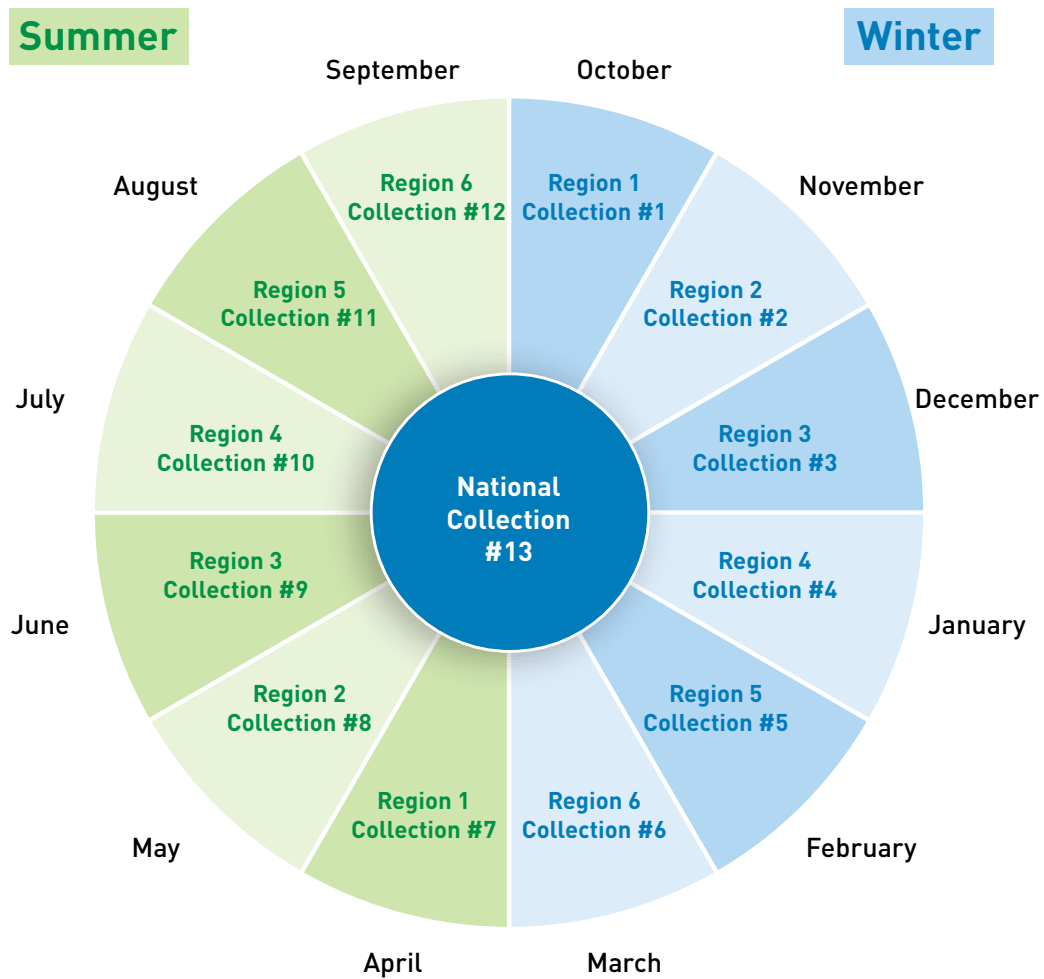 Summer
Winter
September
October
August
November
Region 6
Collection #12
Region 1
Collection #1
Region 5
Collection #11
Region 2
Collection #2
July
December
Region 4
Collection #10
Region 3
Collection #3
National
Collection
#13
Region 3
Collection #9
Region 4
Collection #4
June
January
Region 2
Collection #8
Region 5
Collection #5
Region 1
Collection #7
Region 6
Collection #6
May
February
April
March